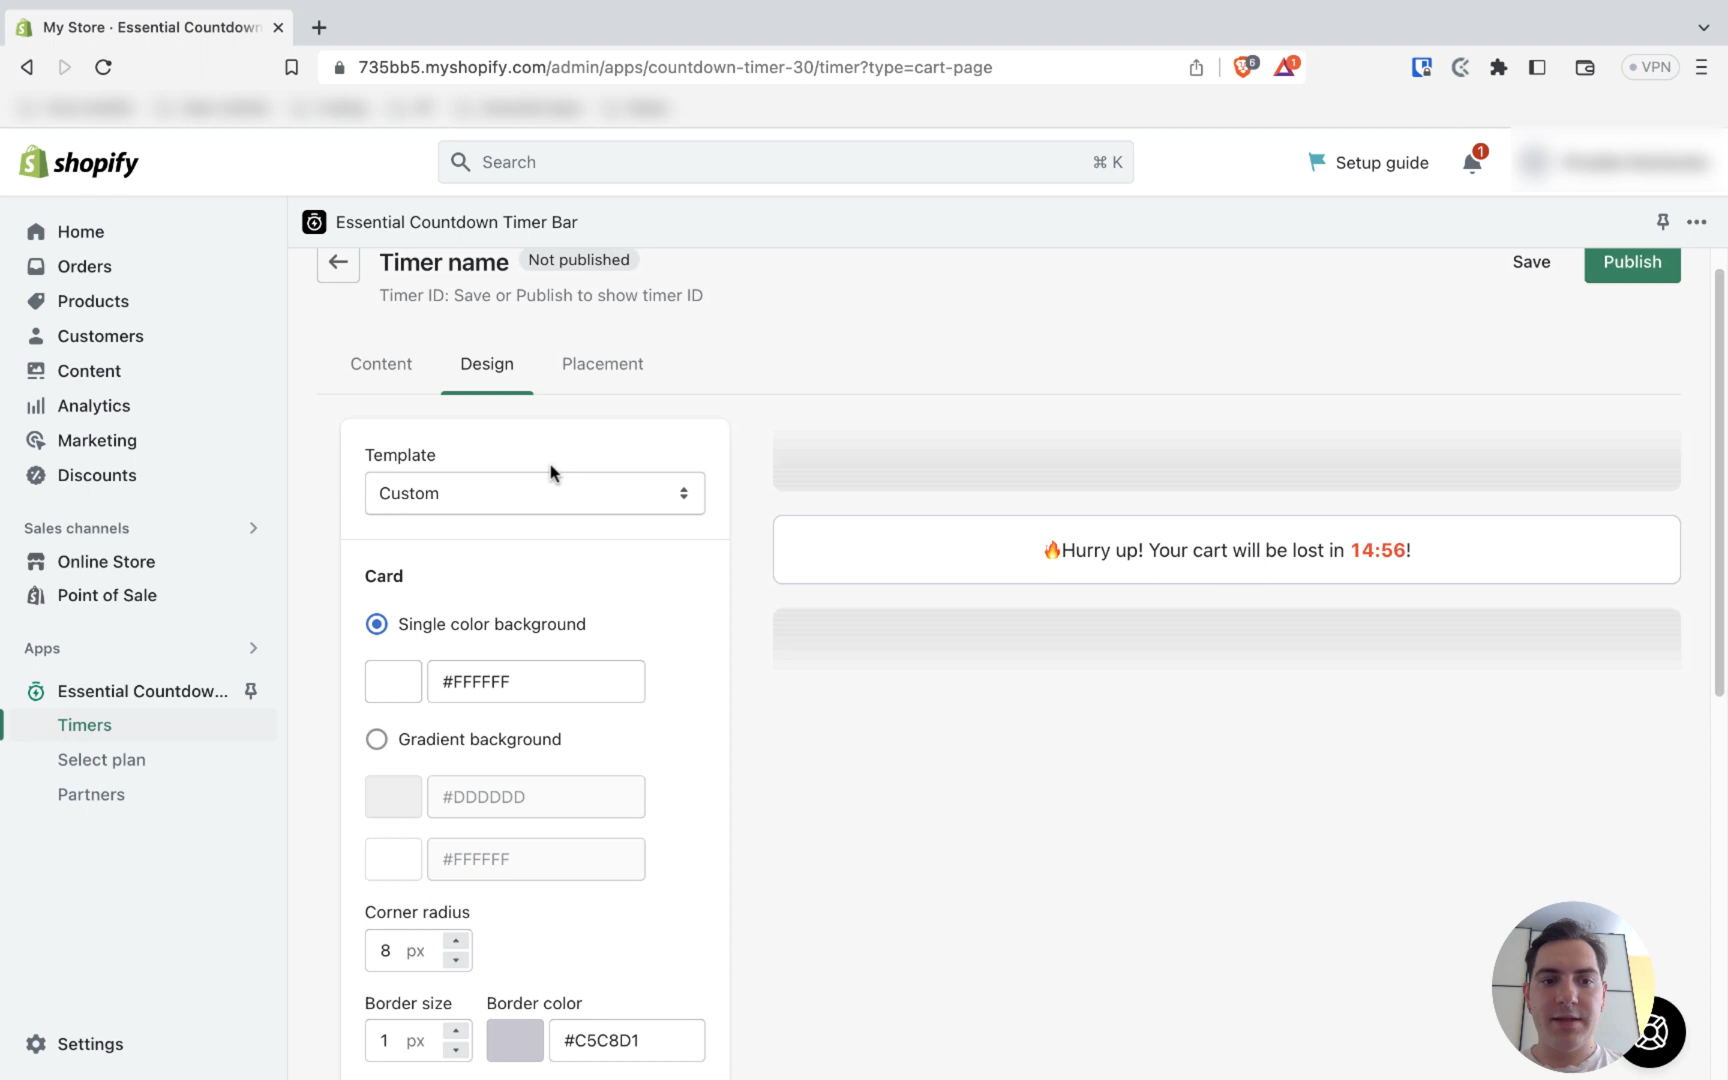 My Store · Essential Countdown
735bb5.myshopify.com/admin/apps/countdown-timer-30/timer?type=cart-page
6
1
VPN
shopify
Search
⌘ K
Setup guide
1
Home
Orders
Products
Customers
Content
Analytics
Marketing
Discounts
Sales channels
Online Store
Point of Sale
Apps
Essential Countdow...
Timers
Select plan
Partners
Settings
Essential Countdown Timer Bar
Timer name
Not published
Timer ID: Save or Publish to show timer ID
Save
Publish
Content
Design
Placement
Template
Custom
Card
Single color background
#FFFFFF
Gradient background
#DDDDDD
#FFFFFF
Corner radius
8 px
Border size
Border color
1 px
#C5C8D1
🔥Hurry up! Your cart will be lost in 14:56!